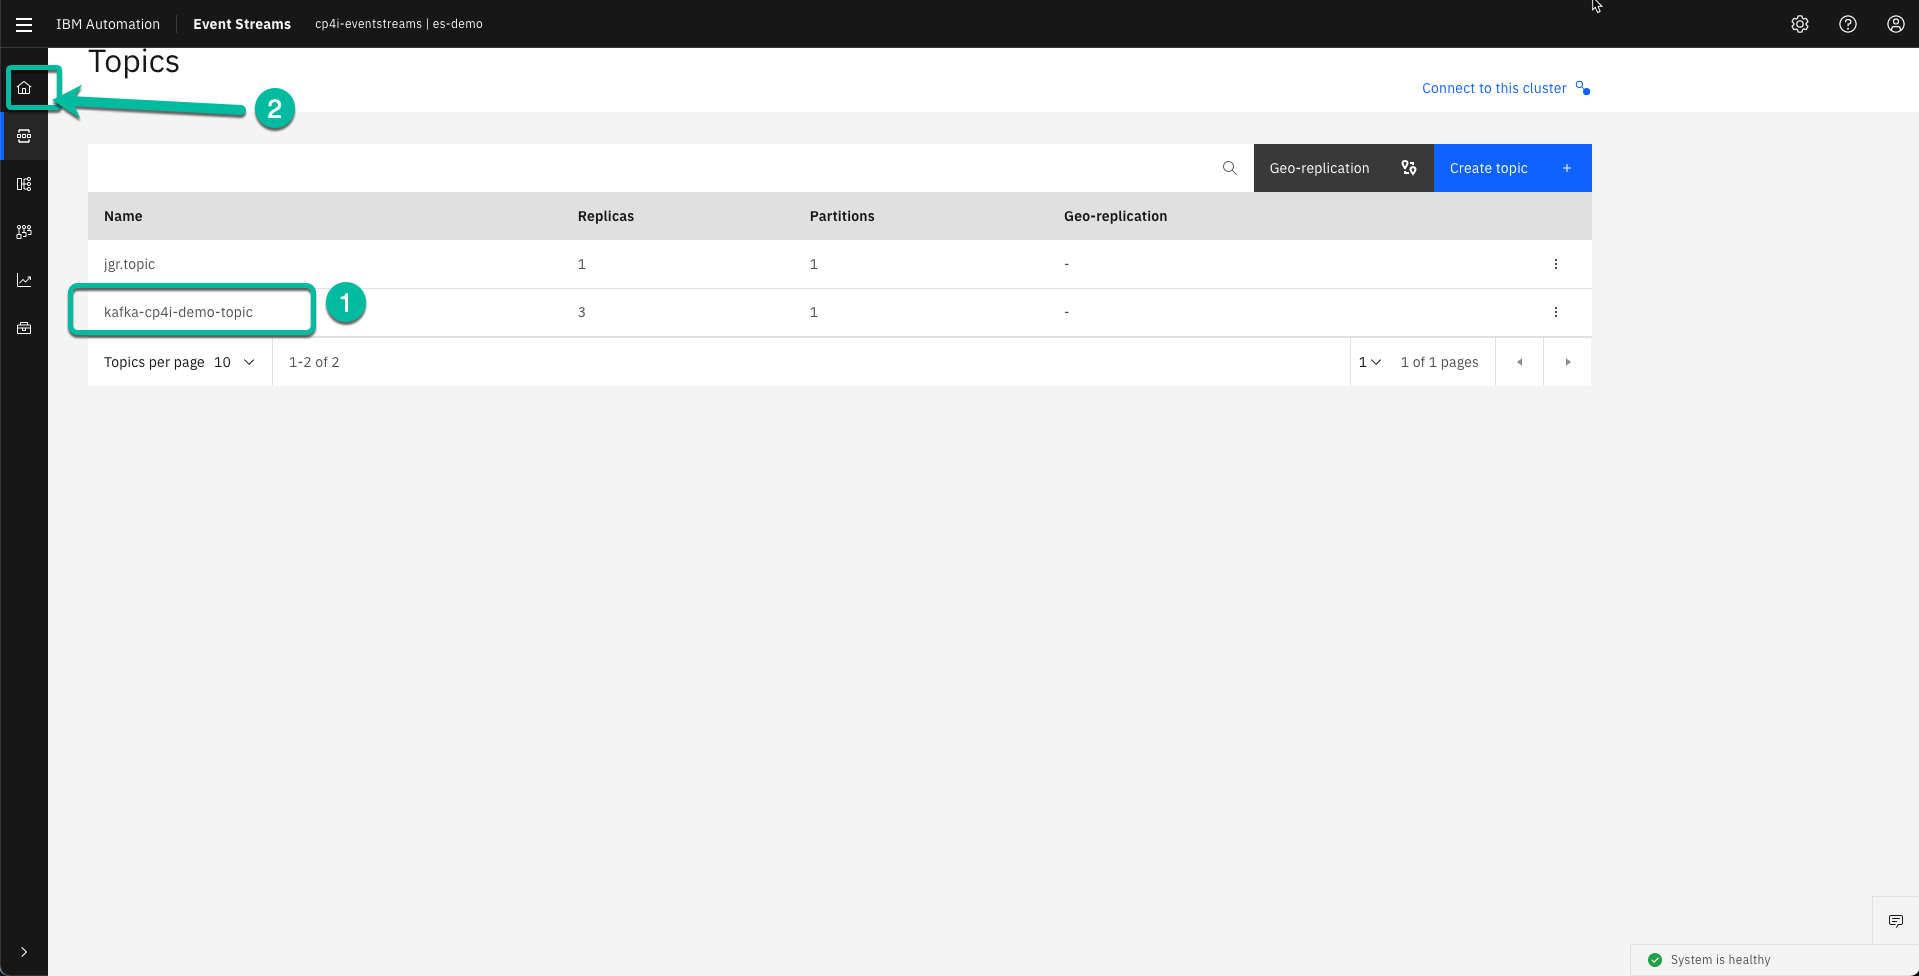 IBM Automation Event Streams cp4i-eventstreams | es-demo
Topics
Connect to this cluster
2
Geo-replication Create topic +
Name Replicas Partitions Geo-replication
jgr.topic 1 1 -
kafka-cp4i-demo-topic 1 3 1 -
Topics per page 10 1-2 of 2 1 1 of 1 pages
System is healthy